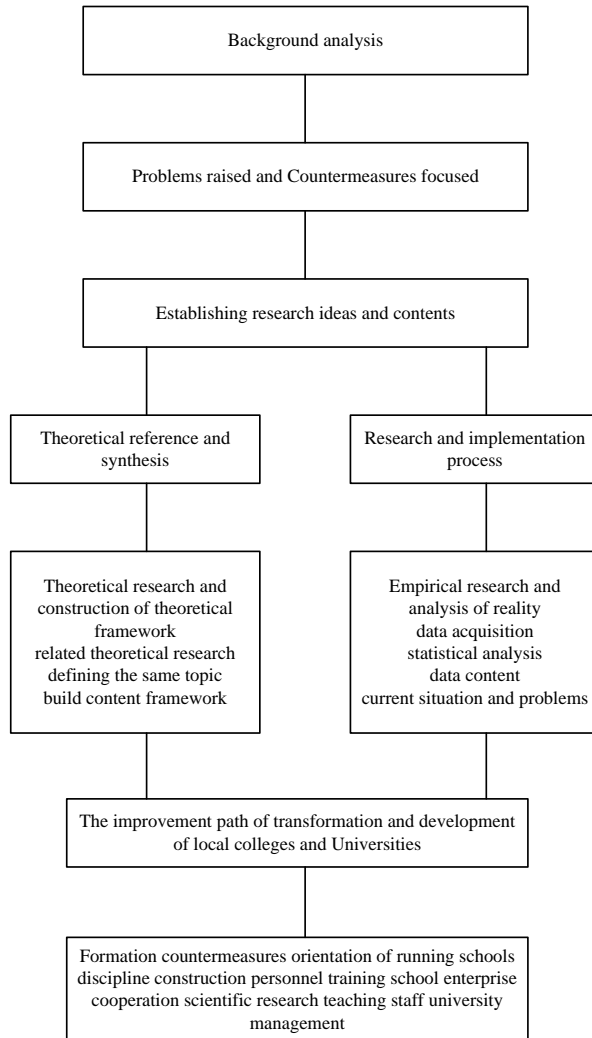 Background analysis
Problems raised and Countermeasures focused
Establishing research ideas and contents
Theoretical reference and
synthesis
Research and implementation
process
Theoretical research and
construction of theoretical
framework
related theoretical research
defining the same topic
build content framework
Empirical research and
analysis of reality
data acquisition
statistical analysis
data content
current situation and problems
The improvement path of transformation and development
of local colleges and Universities
Formation countermeasures orientation of running schools
discipline construction personnel training school enterprise
cooperation scientific research teaching staff university
management